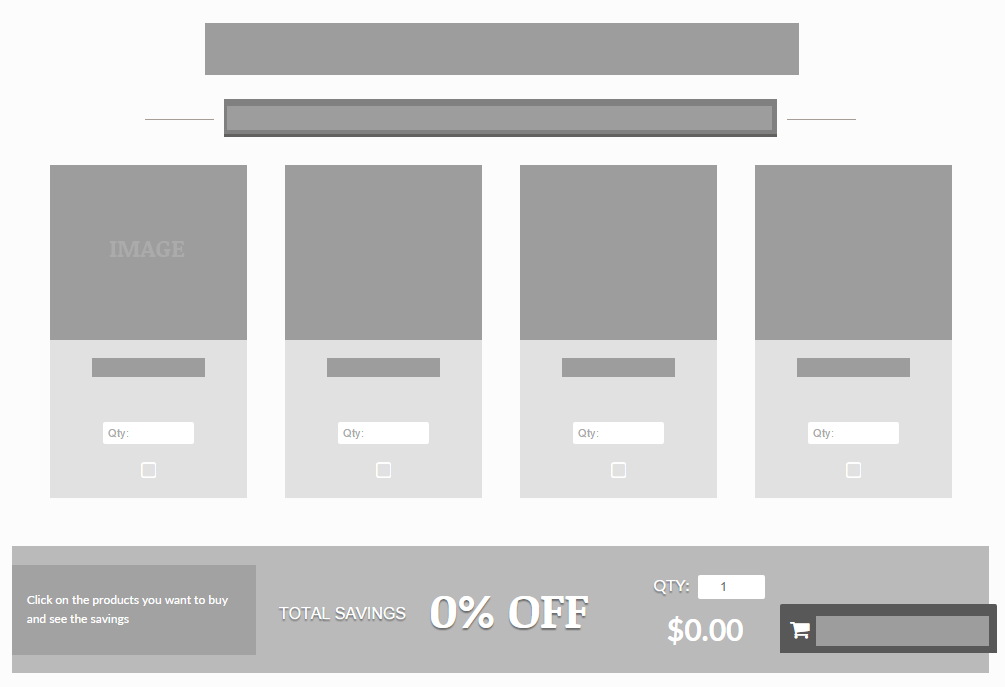 IMAGE
Qty:
Qty:
Qty:
Qty:
Click on the products you want to buy
and see the savings
TOTAL SAVINGS
0% OFF
QTY:
1
$0.00